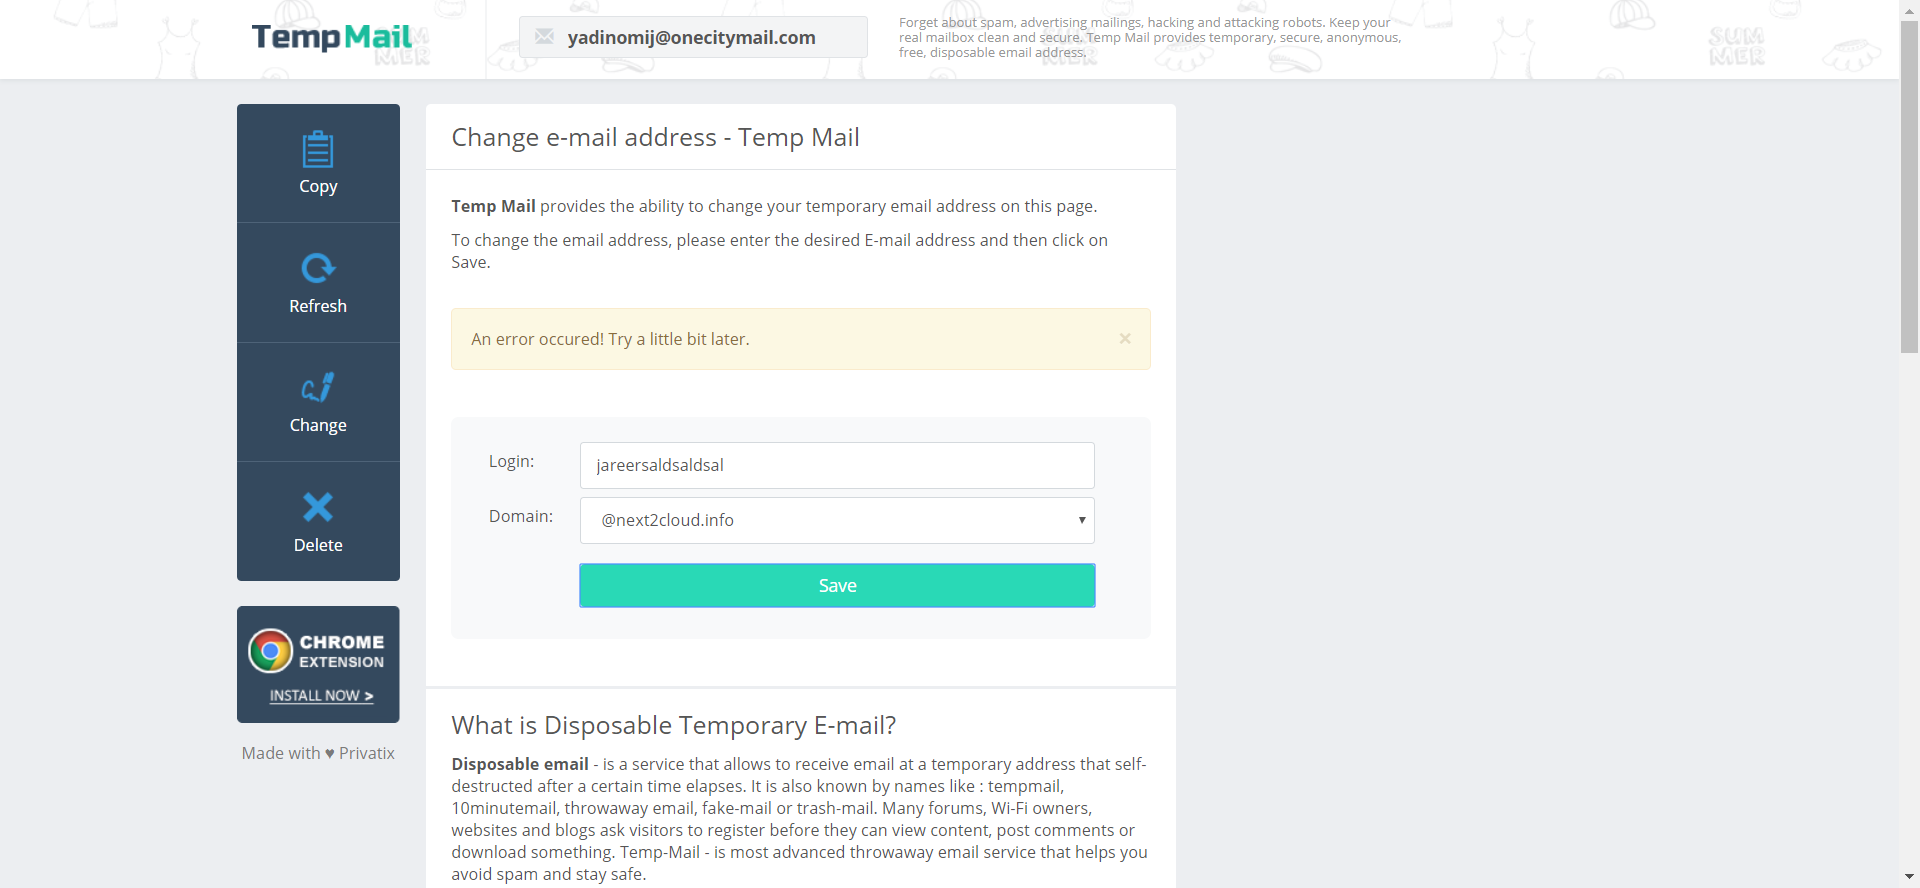 TempMail
yadinomij@onecitymail.com
Forget about spam, advertising mailings, hacking and attacking robots. Keep your
real mailbox clean and secure. Temp Mail provides temporary, secure, anonymous,
free, disposable email address.
SUM
MER
SUM
MER
SUM
MER
Copy
Refresh
Change
Delete
CHROME
EXTENSION
INSTALL NOW >
Made with ♥ Privatix
Change e-mail address - Temp Mail
Temp Mail provides the ability to change your temporary email address on this page.
To change the email address, please enter the desired E-mail address and then click on
Save.
An error occured! Try a little bit later.
×
Login:
jareersaldsaldsal
Domain:
@next2cloud.info
Save
What is Disposable Temporary E-mail?
Disposable email - is a service that allows to receive email at a temporary address that self-
destructed after a certain time elapses. It is also known by names like : tempmail,
10minutemail, throwaway email, fake-mail or trash-mail. Many forums, Wi-Fi owners,
websites and blogs ask visitors to register before they can view content, post comments or
download something. Temp-Mail - is most advanced throwaway email service that helps you
avoid spam and stay safe.